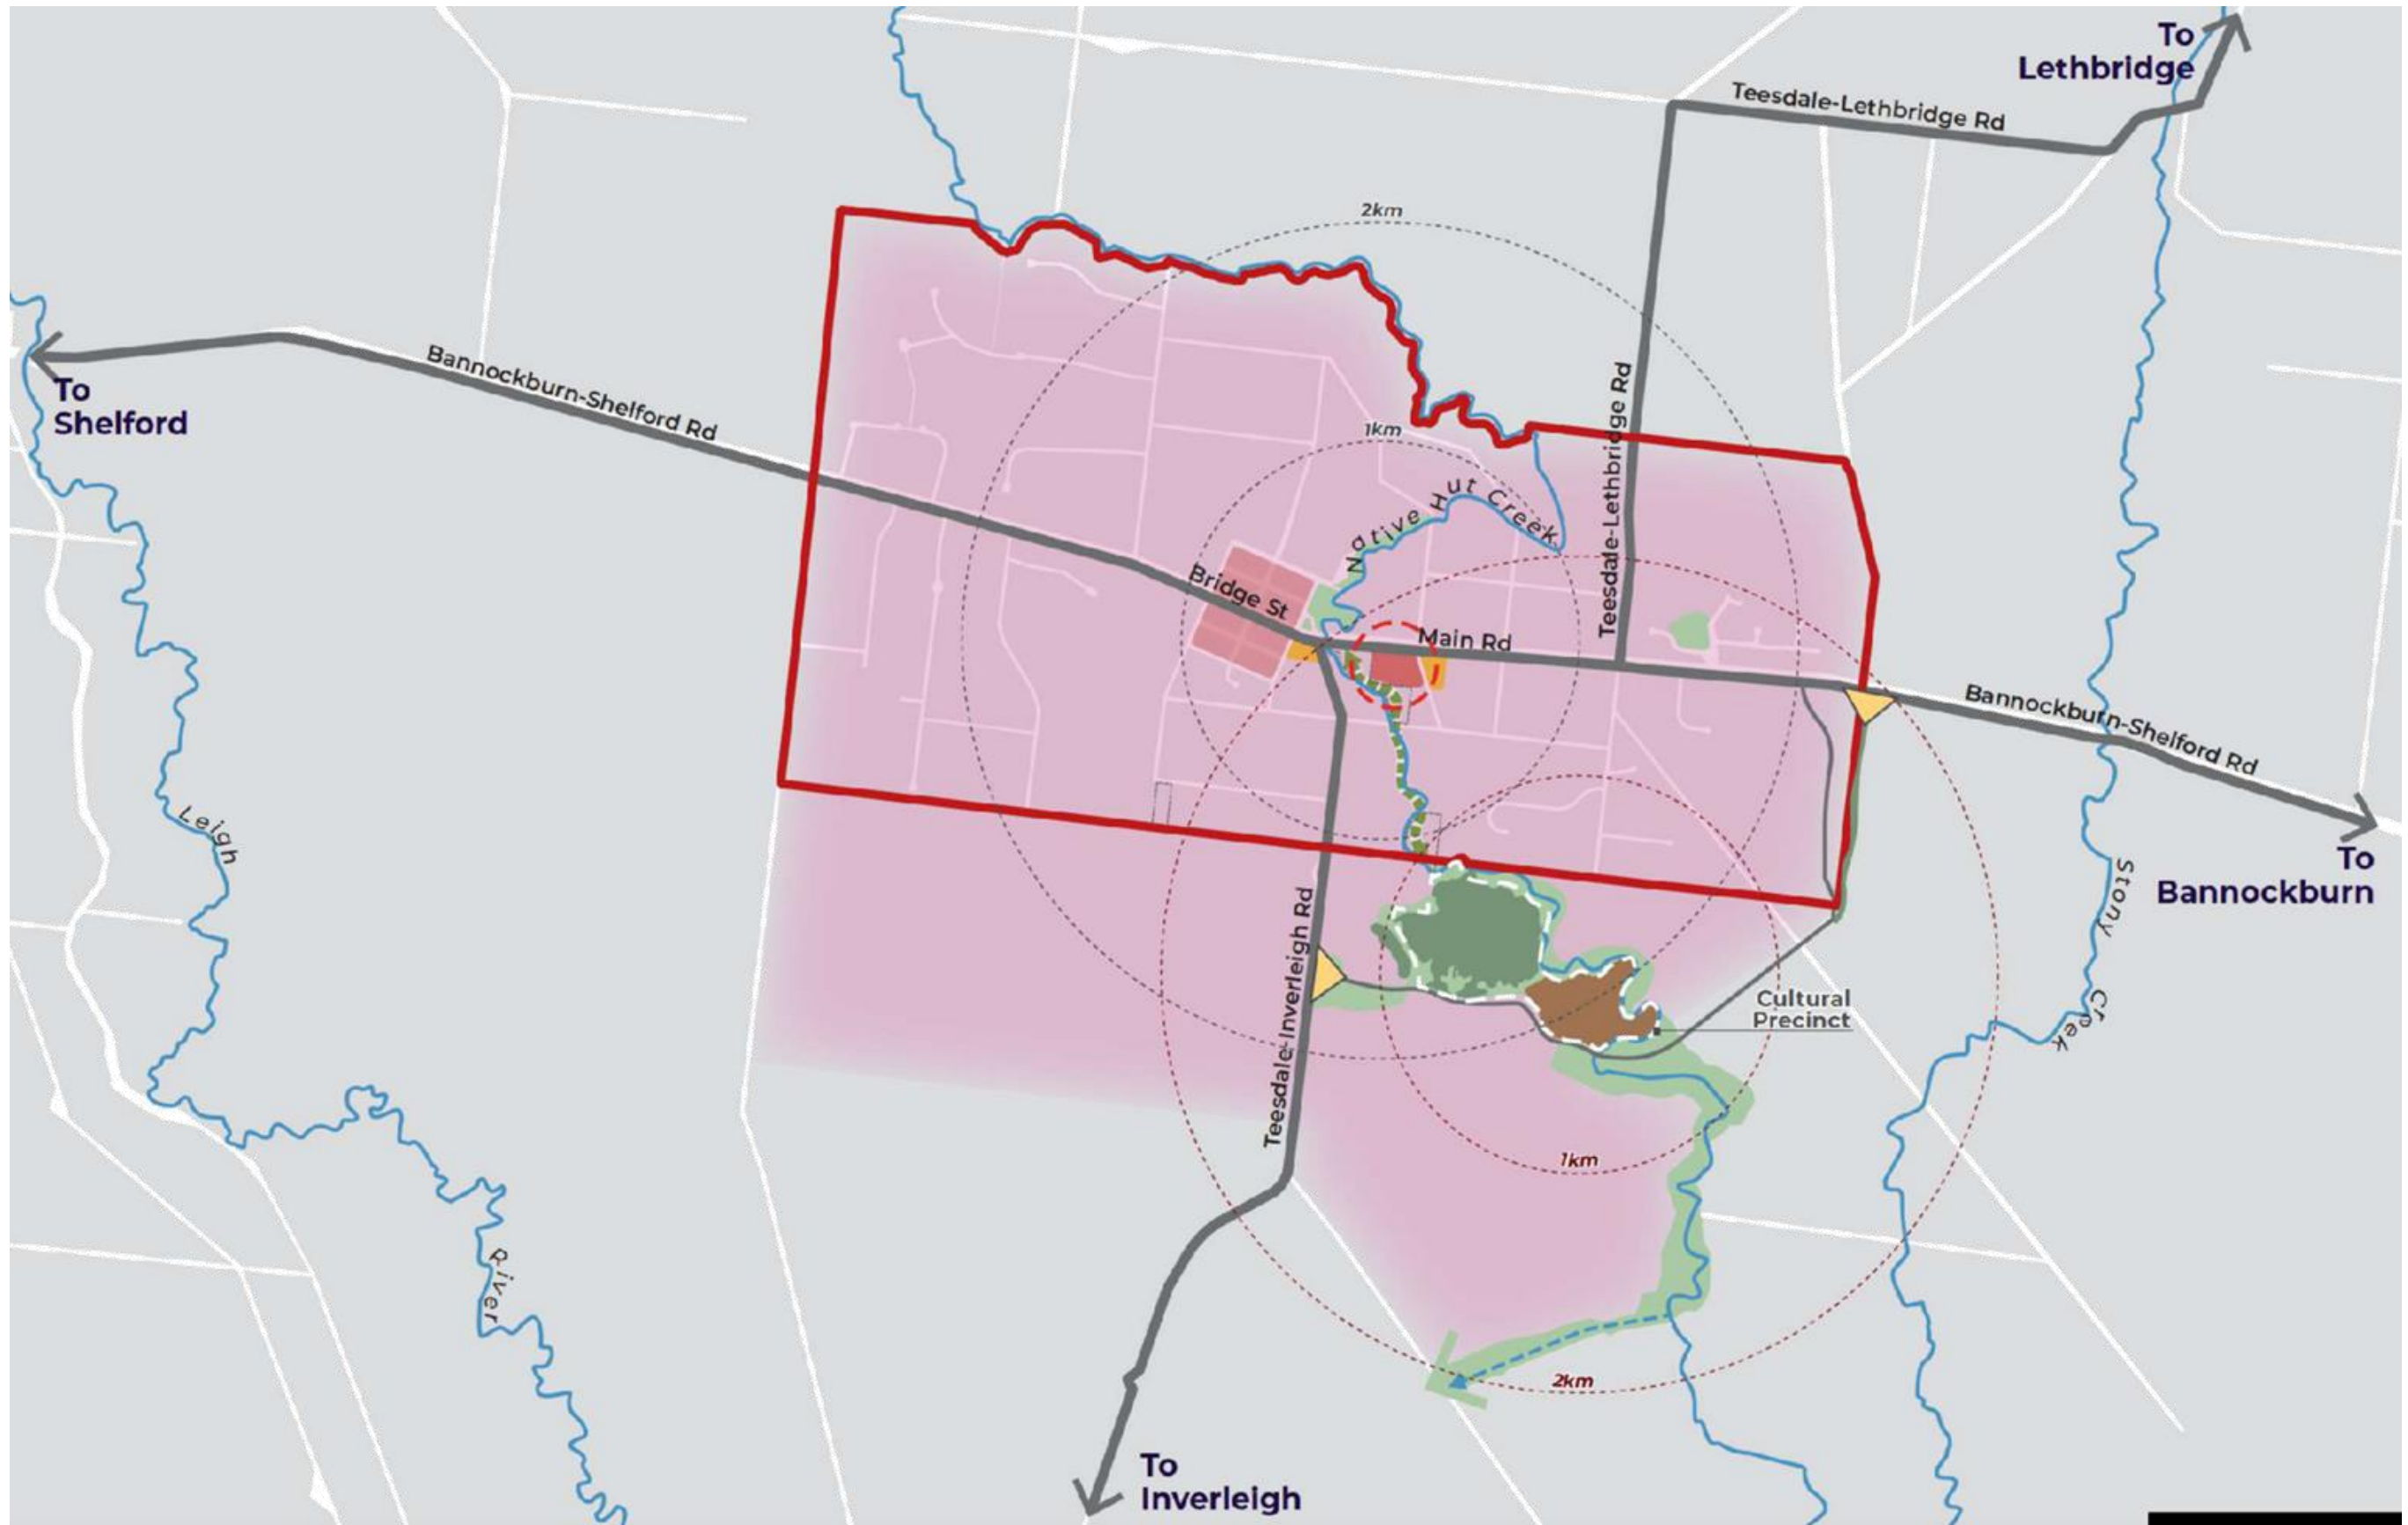 To
Lethbridge
Teesdale-Lethbridge Rd
2km
To
Shelford
Bannockburn-Shelford Rd
1km
Teesdale-Lethbridge Rd
Native Hut Creek
Bridge St
Main Rd
Bannockburn-Shelford Rd
To
Bannockburn
Leigh
River
Stony
Creek
Teesdale-Inverleigh Rd
Cultural
Precinct
1km
2km
To
Inverleigh